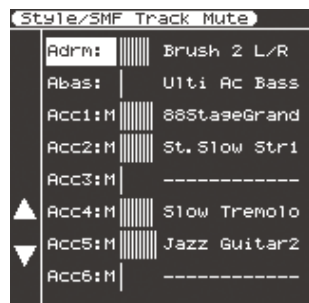 Style/SMF Track Mute
Adrm: Brush 2 L/R
Abas: Ulti Ac Bass
Acc1:M 88StageGrand
Acc2:M St.Slow Str1
Acc3:M ------------
Acc4:M Slow Tremolo
Acc5:M Jazz Guitar2
Acc6:M ------------